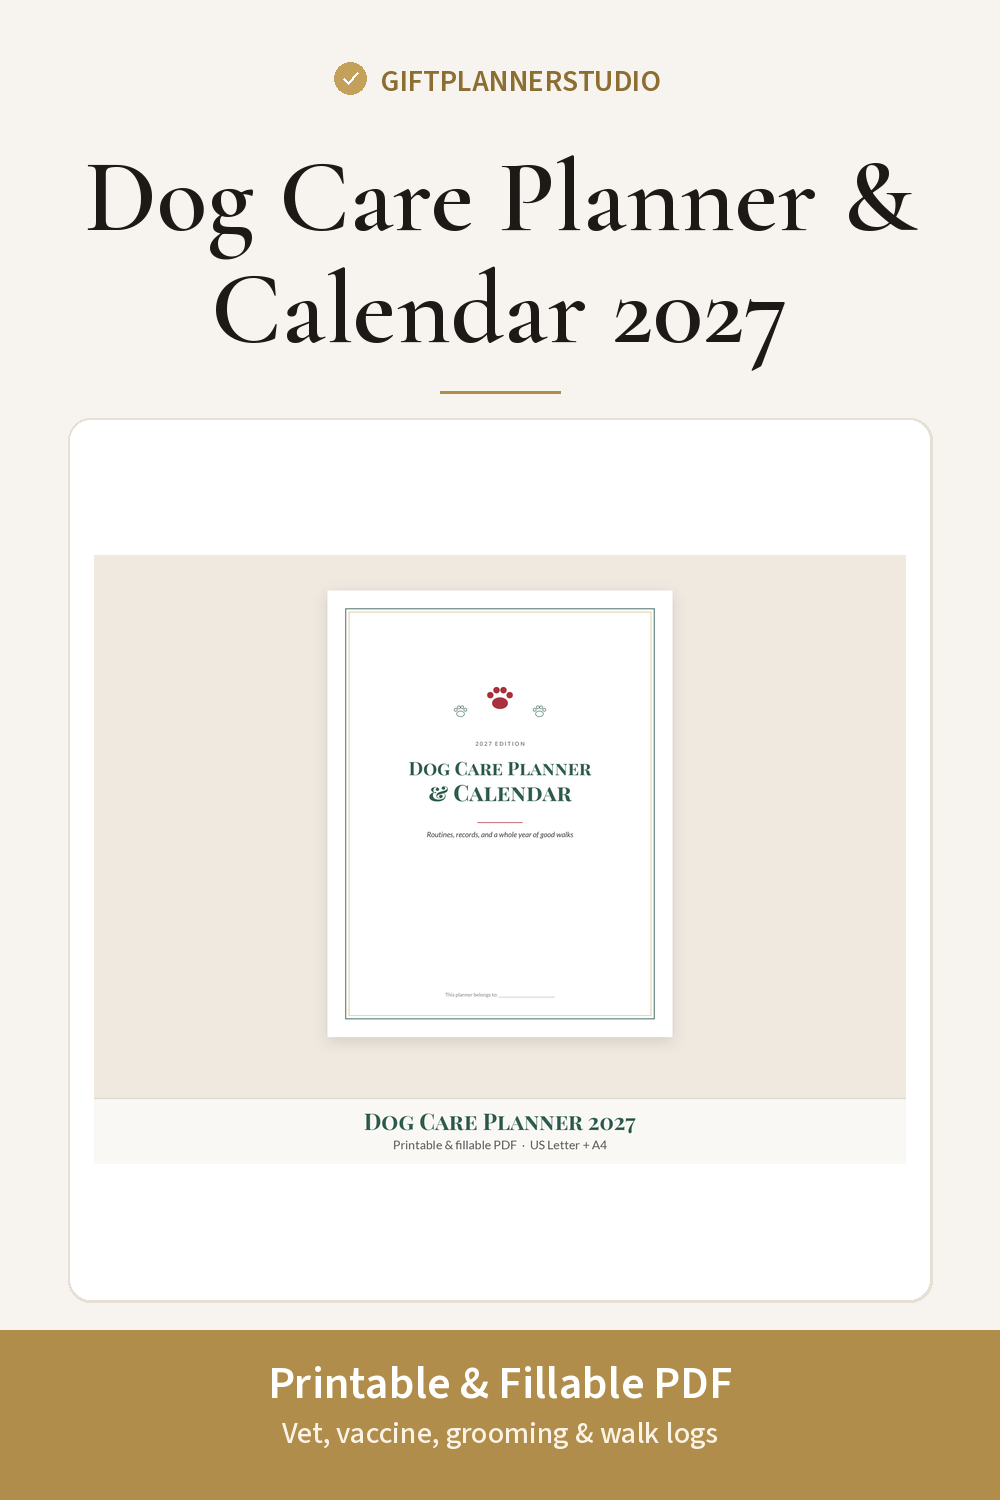 GIFTPLANNERSTUDIO
Dog Care Planner &
Calendar 2027
2027 EDITION
Dog Care Planner
& Calendar
Routines, records, and a whole year of good walks
This planner belongs to: ____________________
Dog Care Planner 2027
Printable & fillable PDF · US Letter + A4
Printable & Fillable PDF
Vet, vaccine, grooming & walk logs